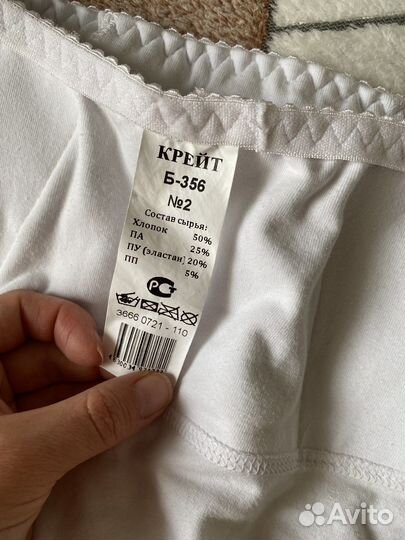 КРЕЙТ
Б-356
№2
Состав сырья:
Хлопок 50%
ПА 25%
ПУ (эластан) 20%
ПП 5%
3666 0721 - 110
Avito